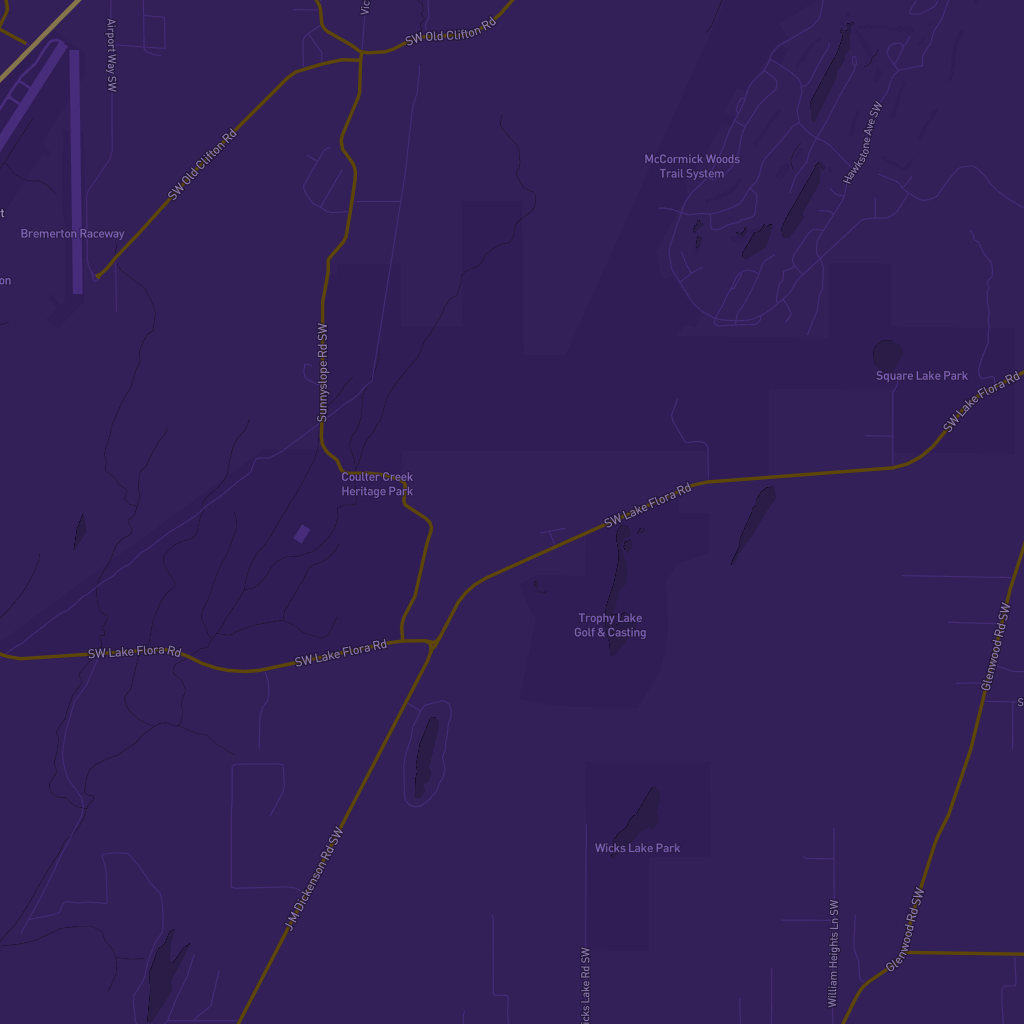 Airport Way SW
SW Old Clifton Rd
SW Old Clifton Rd
McCormick Woods
Trail System
Hawkstone Ave SW
Bremerton Raceway
Sunnyslope Rd SW
Square Lake Park
SW Lake Flora Rd
Coulter Creek
Heritage Park
SW Lake Flora Rd
Trophy Lake
Golf & Casting
Glenwood Rd SW
SW Lake Flora Rd
SW Lake Flora Rd
J M Dickenson Rd SW
Wicks Lake Park
William Heights Ln SW
Glenwood Rd SW
Lake Rd SW